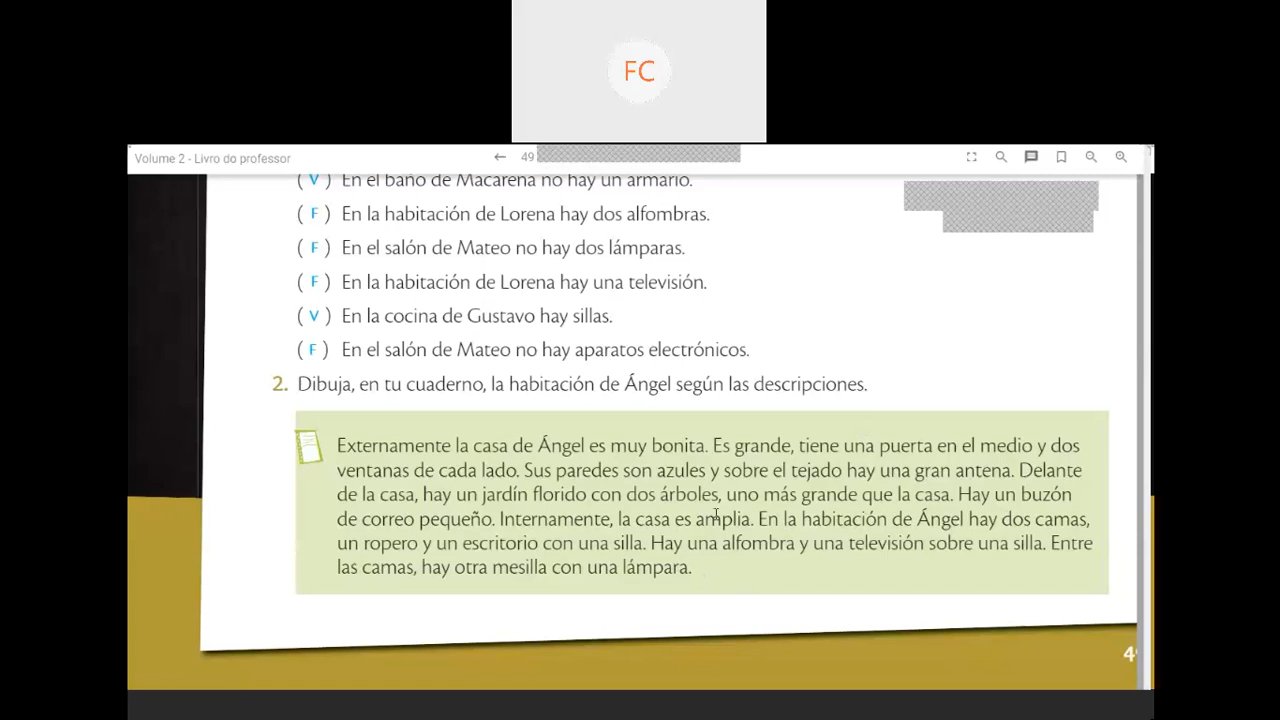 FC
Volume 2 - Livro do professor
49
( V ) En el baño de Macarena no hay un armario.
( F ) En la habitación de Lorena hay dos alfombras.
( F ) En el salón de Mateo no hay dos lámparas.
( F ) En la habitación de Lorena hay una televisión.
( V ) En la cocina de Gustavo hay sillas.
( F ) En el salón de Mateo no hay aparatos electrónicos.
2. Dibuja, en tu cuaderno, la habitación de Ángel según las descripciones.
Externamente la casa de Ángel es muy bonita. Es grande, tiene una puerta en el medio y dos
ventanas de cada lado. Sus paredes son azules y sobre el tejado hay una gran antena. Delante
de la casa, hay un jardín florido con dos árboles, uno más grande que la casa. Hay un buzón
de correo pequeño. Internamente, la casa es amplia. En la habitación de Ángel hay dos camas,
un ropero y un escritorio con una silla. Hay una alfombra y una televisión sobre una silla. Entre
las camas, hay otra mesilla con una lámpara.